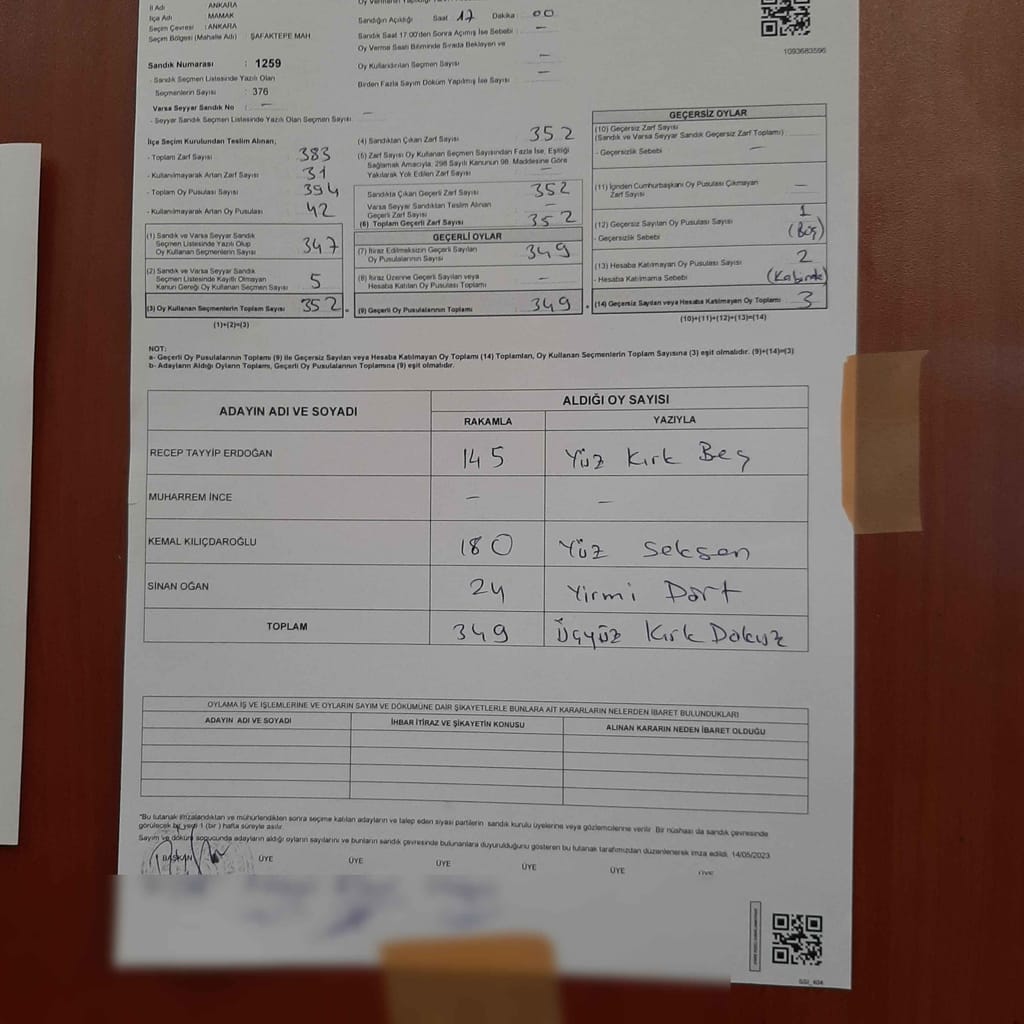 İl Adı : ANKARA
İlçe Adı : MAMAK
Seçim Çevresi : ANKARA
Seçim Bölgesi (Mahalle Adı) : ŞAFAKTEPE MAH
Sandık Numarası : 1259
- Sandık Seçmen Listesinde Yazılı Olan
Seçmenlerin Sayısı : 376
Varsa Seyyar Sandık No : —
- Seyyar Sandık Seçmen Listesinde Yazılı Olan Seçmen Sayısı : —
Sandığın Açıldığı Saat 17 Dakika : 00
Sandık Saat 17:00'den Sonra Açımış İse Sebebi : —
Oy Verme Saati Bitiminde Sırada Bekleyen ve
Oy Kullandırılan Seçmen Sayısı —
Birden Fazla Sayım Döküm Yapılmış İse Sayısı —
1093683596
İlçe Seçim Kurulundan Teslim Alınan,
- Toplam Zarf Sayısı : 383
- Kullanılmayarak Artan Zarf Sayısı : 31
- Toplam Oy Pusulası Sayısı : 394
- Kullanılmayarak Artan Oy Pusulası : 42
(1) Sandık ve Varsa Seyyar Sandık
Seçmen Listesinde Yazılı Olup
Oy Kullanan Seçmenlerin Sayısı : 347
(2) Sandık ve Varsa Seyyar Sandık
Seçmen Listesinde Kayıtlı Olmayan
Kanun Gereği Oy Kullanan Seçmen Sayısı : 5
(3) Oy Kullanan Seçmenlerin Toplam Sayısı : 352
(1)+(2)=(3)
(4) Sandıktan Çıkan Zarf Sayısı : 352
(5) Zarf Sayısı Oy Kullanan Seçmen Sayısından Fazla İse, Eşitliği
Sağlamak Amacıyla; 298 Sayılı Kanunun 98. Maddesine Göre
Yakılarak Yok Edilen Zarf Sayısı : —
Sandıkta Çıkan Geçerli Zarf Sayısı : 352
Varsa Seyyar Sandıktan Teslim Alınan
Geçerli Zarf Sayısı : —
(6) Toplam Geçerli Zarf Sayısı : 352
GEÇERLİ OYLAR
(7) İtiraz Edilmeksizin Geçerli Sayılan
Oy Pusulalarının Sayısı : 349
(8) İtiraz Üzerine Geçerli Sayılan veya
Hesaba Katılan Oy Pusulası Toplamı : —
(9) Geçerli Oy Pusulalarının Toplamı : 349
GEÇERSİZ OYLAR
(10) Geçersiz Zarf Sayısı
(Sandık ve Varsa Seyyar Sandık Geçersiz Zarf Toplamı) :
- Geçersizlik Sebebi : —
(11) İçinden Cumhurbaşkanı Oy Pusulası Çıkmayan
Zarf Sayısı : —
(12) Geçersiz Sayılan Oy Pusulası Sayısı : 1
- Geçersizlik Sebebi : (Boş)
(13) Hesaba Katılmayan Oy Pusulası Sayısı : 2
- Hesaba Katılmama Sebebi : (Kabinde)
(14) Geçersiz Sayılan veya Hesaba Katılmayan Oy Toplamı : 3
(10)+(11)+(12)+(13)=(14)
NOT:
a- Geçerli Oy Pusulalarının Toplamı (9) ile Geçersiz Sayılan veya Hesaba Katılmayan Oy Toplamı (14) Toplamları, Oy Kullanan Seçmenlerin Toplam Sayısına (3) eşit olmalıdır. (9)+(14)=(3)
b- Adayların Aldığı Oyların Toplamı, Geçerli Oy Pusulalarının Toplamına (9) eşit olmalıdır.
ADAYIN ADI VE SOYADI
ALDIĞI OY SAYISI
RAKAMLA YAZIYLA
RECEP TAYYİP ERDOĞAN 145 Yüz Kırk Beş
MUHARREM İNCE — —
KEMAL KILIÇDAROĞLU 180 Yüz Seksen
SİNAN OĞAN 24 Yirmi Dört
TOPLAM 349 Üçyüz Kırk Dokuz
OYLAMA İŞ VE İŞLEMLERİNE VE OYLARIN SAYIM VE DÖKÜMÜNE DAİR ŞİKAYETLERLE BUNLARA AİT KARARLARIN NELERDEN İBARET BULUNDUKLARI
ADAYIN ADI VE SOYADI İHBAR İTİRAZ VE ŞİKAYETİN KONUSU ALINAN KARARIN NEDEN İBARET OLDUĞU
*Bu tutanak imzalandıktan ve mühürlendikten sonra seçime katılan adayların ve talep eden siyasi partilerin sandık kurulu üyelerine veya gözlemcilerine verilir. Bir nüshası da sandık çevresinde
görülecek bir yere 1 (bir) hafta süreyle asılır.
Sayım ve döküm sonucunda adayların aldığı oyların sayılarını ve bunların sandık çevresinde bulunanlara duyurulduğunu gösteren bu tutanak tarafımızdan düzenlenerek imza edildi. 14/05/2023
BAŞKAN ÜYE ÜYE ÜYE ÜYE ÜYE ÜYE